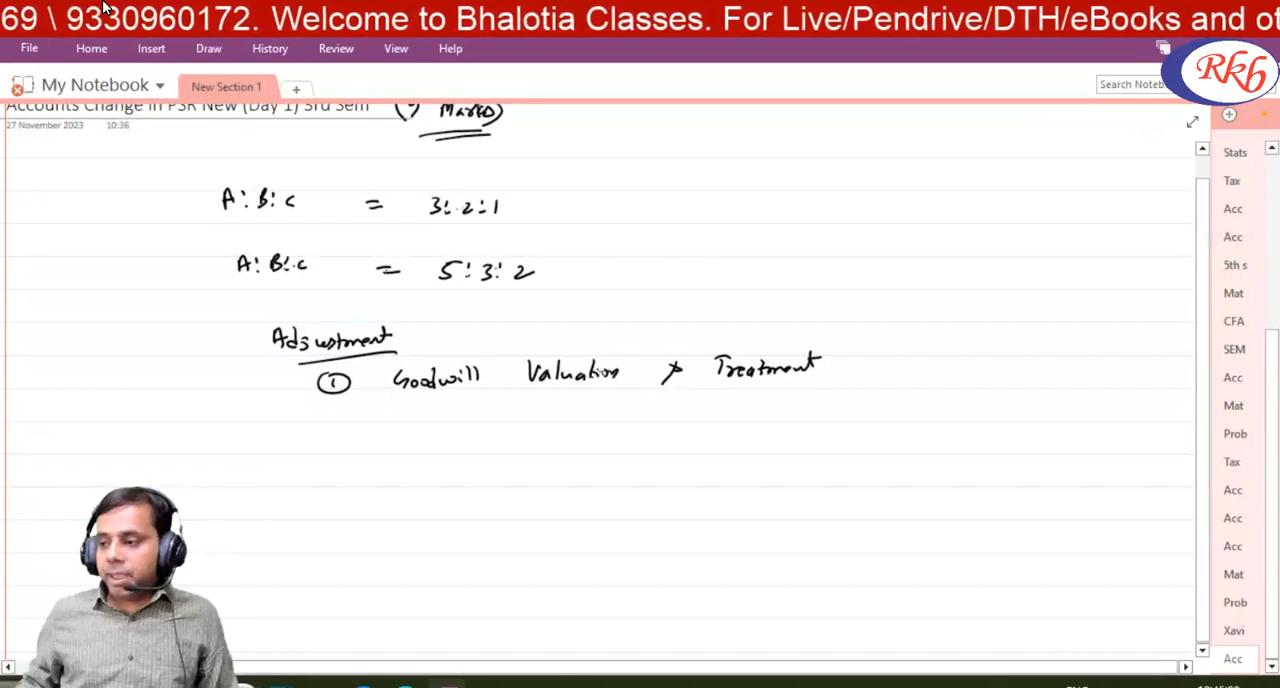 69 \ 9330960172. Welcome to Bhalotia Classes. For Live/Pendrive/DTH/eBooks and ot
File Home Insert Draw History Review View Help
Rkb
My Notebook New Section 1 + Search Noteb
Accounts Change in PSR New (Day 1) 3rd Sem
Marks)
27 November 2023 10:36
A:B:C = 3:2:1
A:B:C = 5:3:2
Adjustment
① Goodwill Valuation & Treatment
Stats
Tax
Acc
Acc
5th s
Mat
CFA
SEM
Acc
Mat
Prob
Tax
Acc
Acc
Acc
Mat
Prob
Xavi
Acc